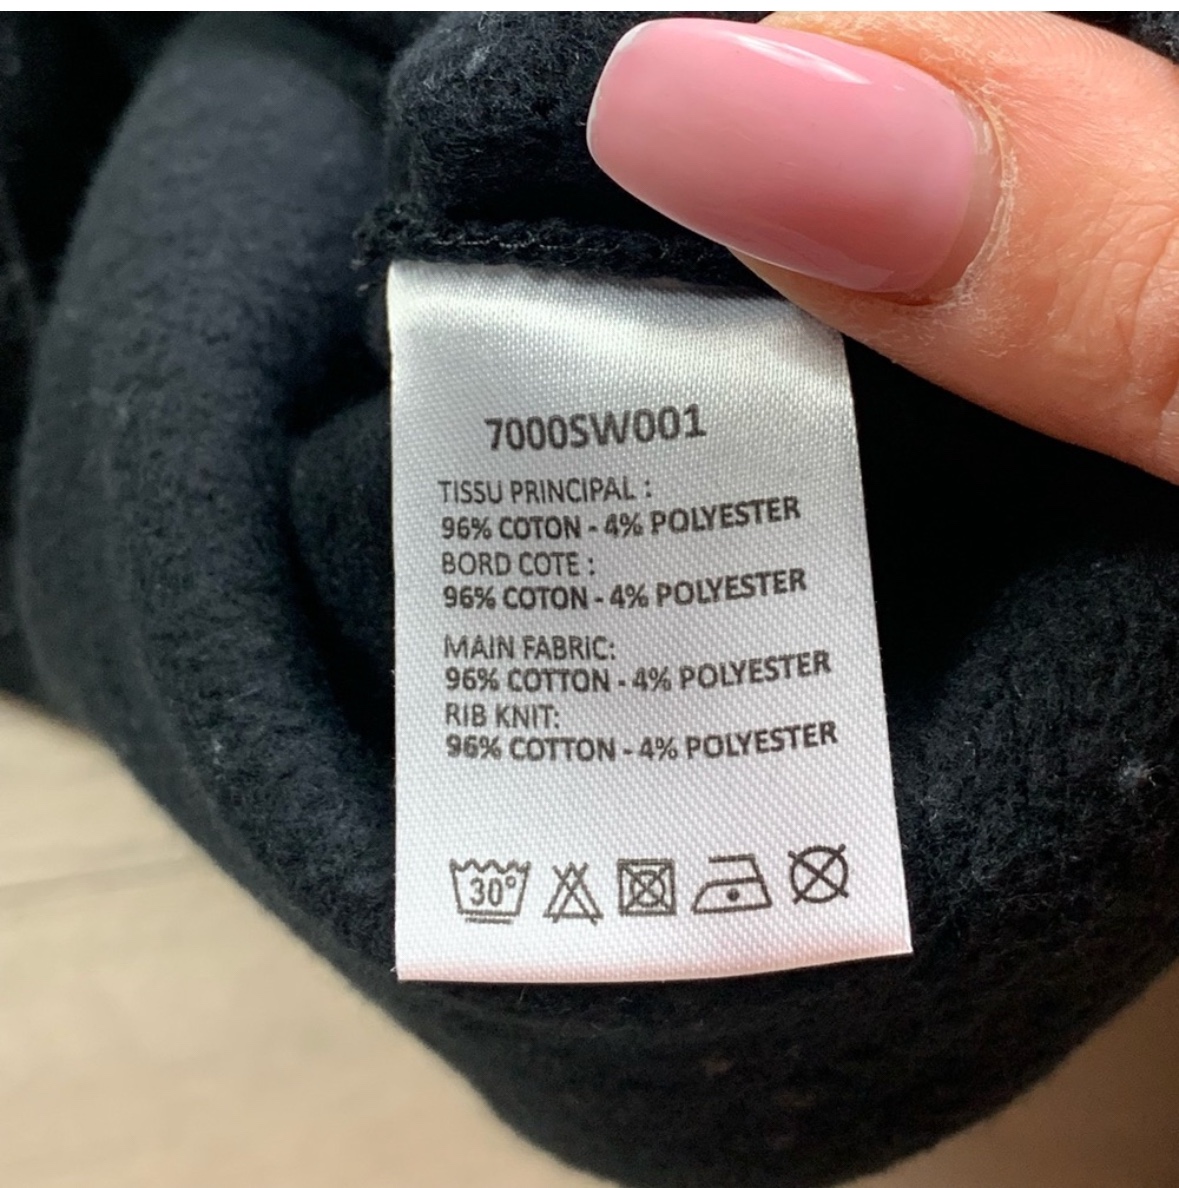 7000SW001
TISSU PRINCIPAL :
96% COTON - 4% POLYESTER
BORD COTE :
96% COTON - 4% POLYESTER
MAIN FABRIC:
96% COTTON - 4% POLYESTER
RIB KNIT:
96% COTTON - 4% POLYESTER
30°